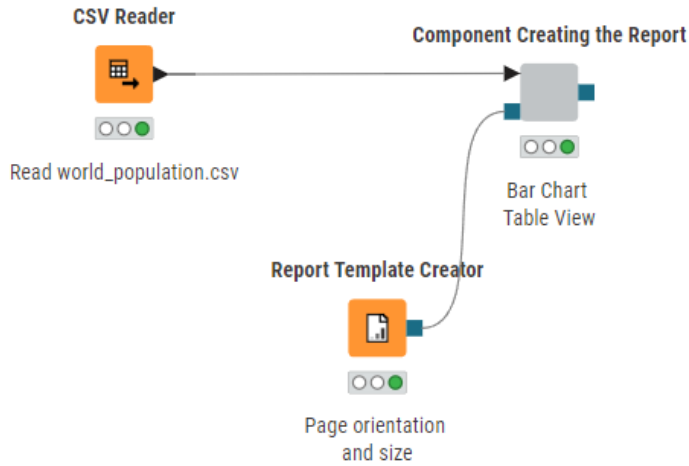 CSV Reader
Read world_population.csv
Component Creating the Report
Bar Chart
Table View
Report Template Creator
Page orientation
and size